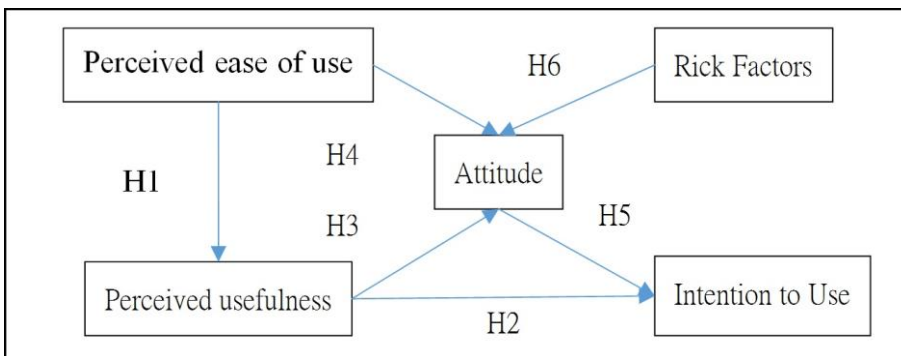 Perceived ease of use
H6
Rick Factors
H4
Attitude
H1
H3
H5
Perceived usefulness
Intention to Use
H2